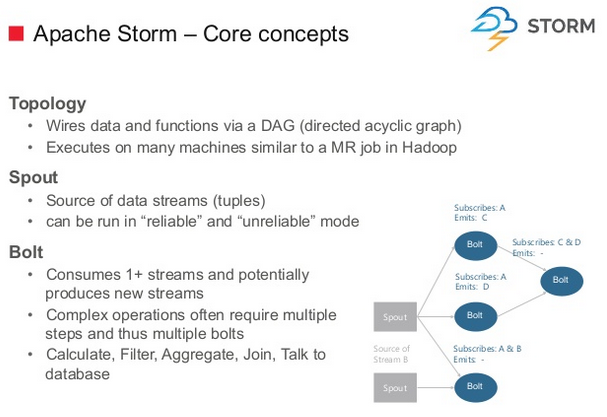 Apache Storm – Core concepts
STORM
Topology
• Wires data and functions via a DAG (directed acyclic graph)
• Executes on many machines similar to a MR job in Hadoop
Spout
• Source of data streams (tuples)
• can be run in “reliable” and “unreliable” mode
Bolt
• Consumes 1+ streams and potentially
produces new streams
• Complex operations often require multiple
steps and thus multiple bolts
• Calculate, Filter, Aggregate, Join, Talk to
database
Subscribes: A
Emits: C
Bolt
Subscribes: C & D
Emits: -
Bolt
Subscribes: A
Emits: D
Bolt
Spout
Source of
Stream B
Subscribes: A & B
Emits: -
Spout
Bolt